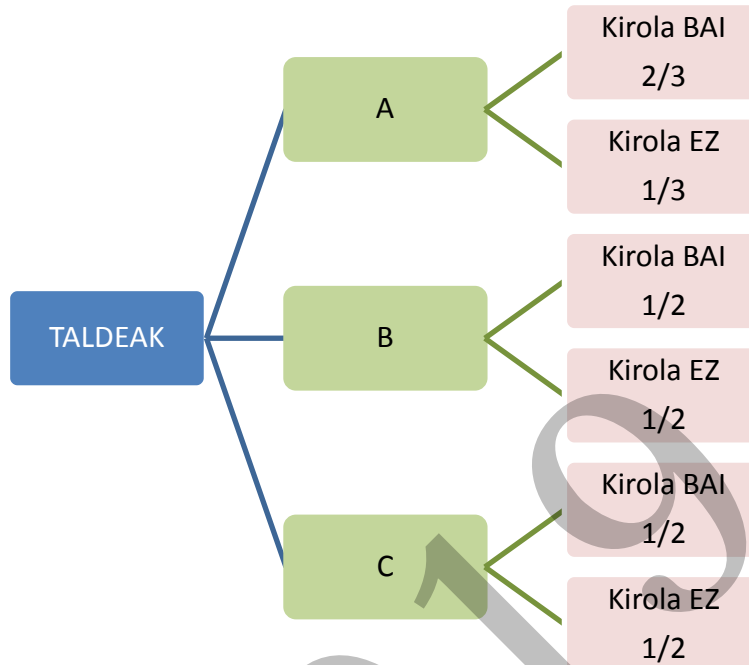 Kirola BAI
2/3
A
Kirola EZ
1/3
Kirola BAI
1/2
TALDEAK
B
Kirola EZ
1/2
Kirola BAI
1/2
C
Kirola EZ
1/2